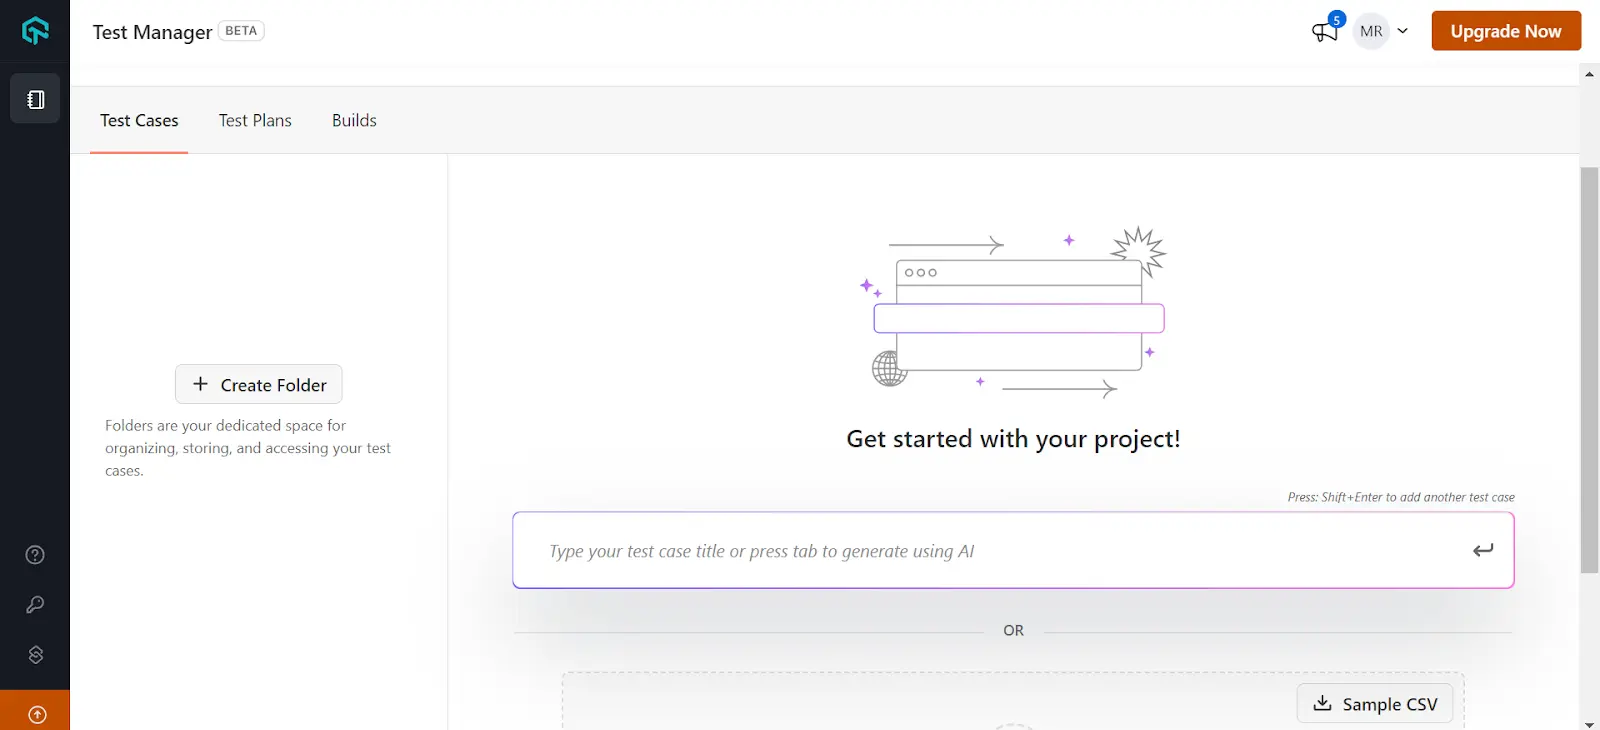 Test Manager BETA
5
MR
Upgrade Now
Test Cases
Test Plans
Builds
Create Folder
Folders are your dedicated space for
organizing, storing, and accessing your test
cases.
Get started with your project!
Press: Shift+Enter to add another test case
Type your test case title or press tab to generate using AI
OR
Sample CSV